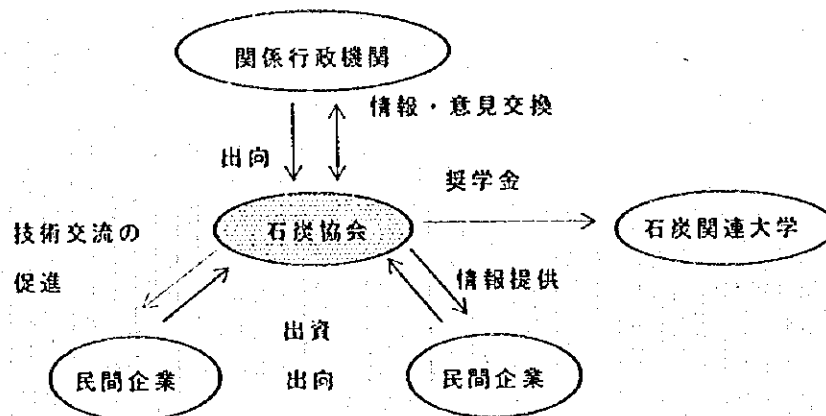 関係行政機関
情報・意見交換
出向
奨学金
石炭協会
石炭関連大学
技術交流の
促進
情報提供
出資
出向
民間企業
民間企業